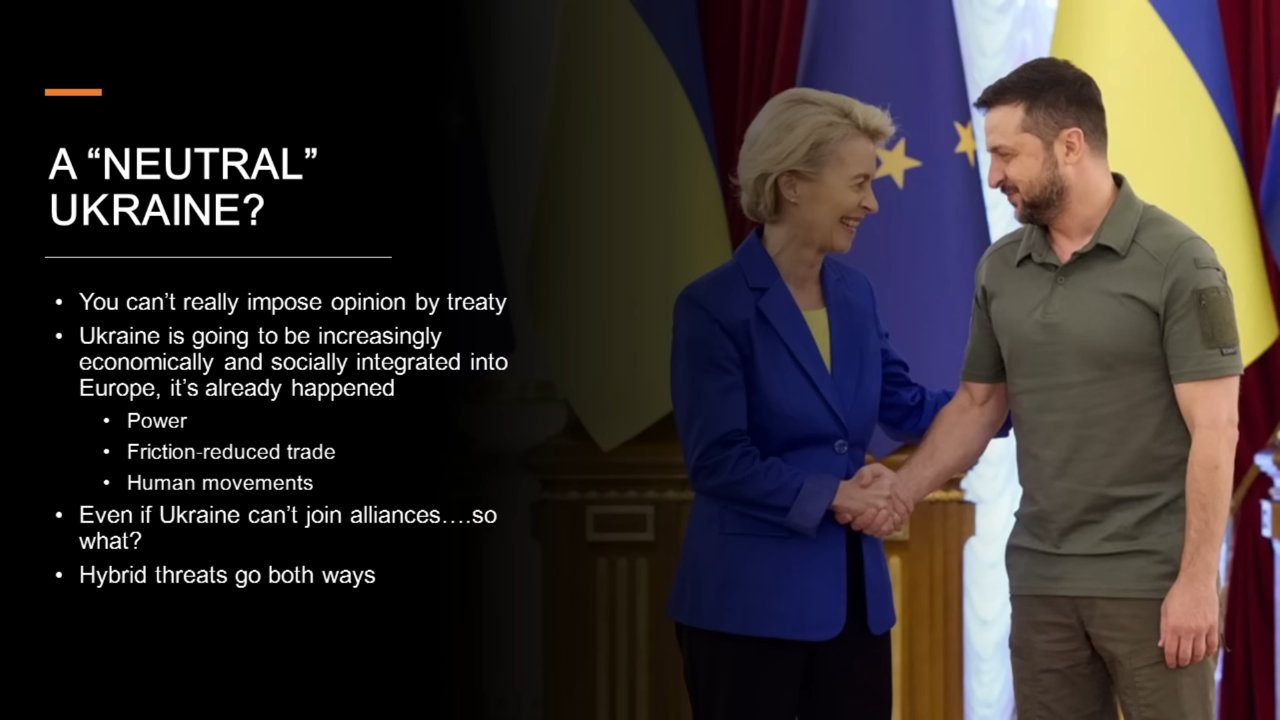 A “NEUTRAL”
UKRAINE?
• You can’t really impose opinion by treaty
• Ukraine is going to be increasingly
economically and socially integrated into
Europe, it’s already happened
• Power
• Friction-reduced trade
• Human movements
• Even if Ukraine can’t join alliances….so
what?
• Hybrid threats go both ways